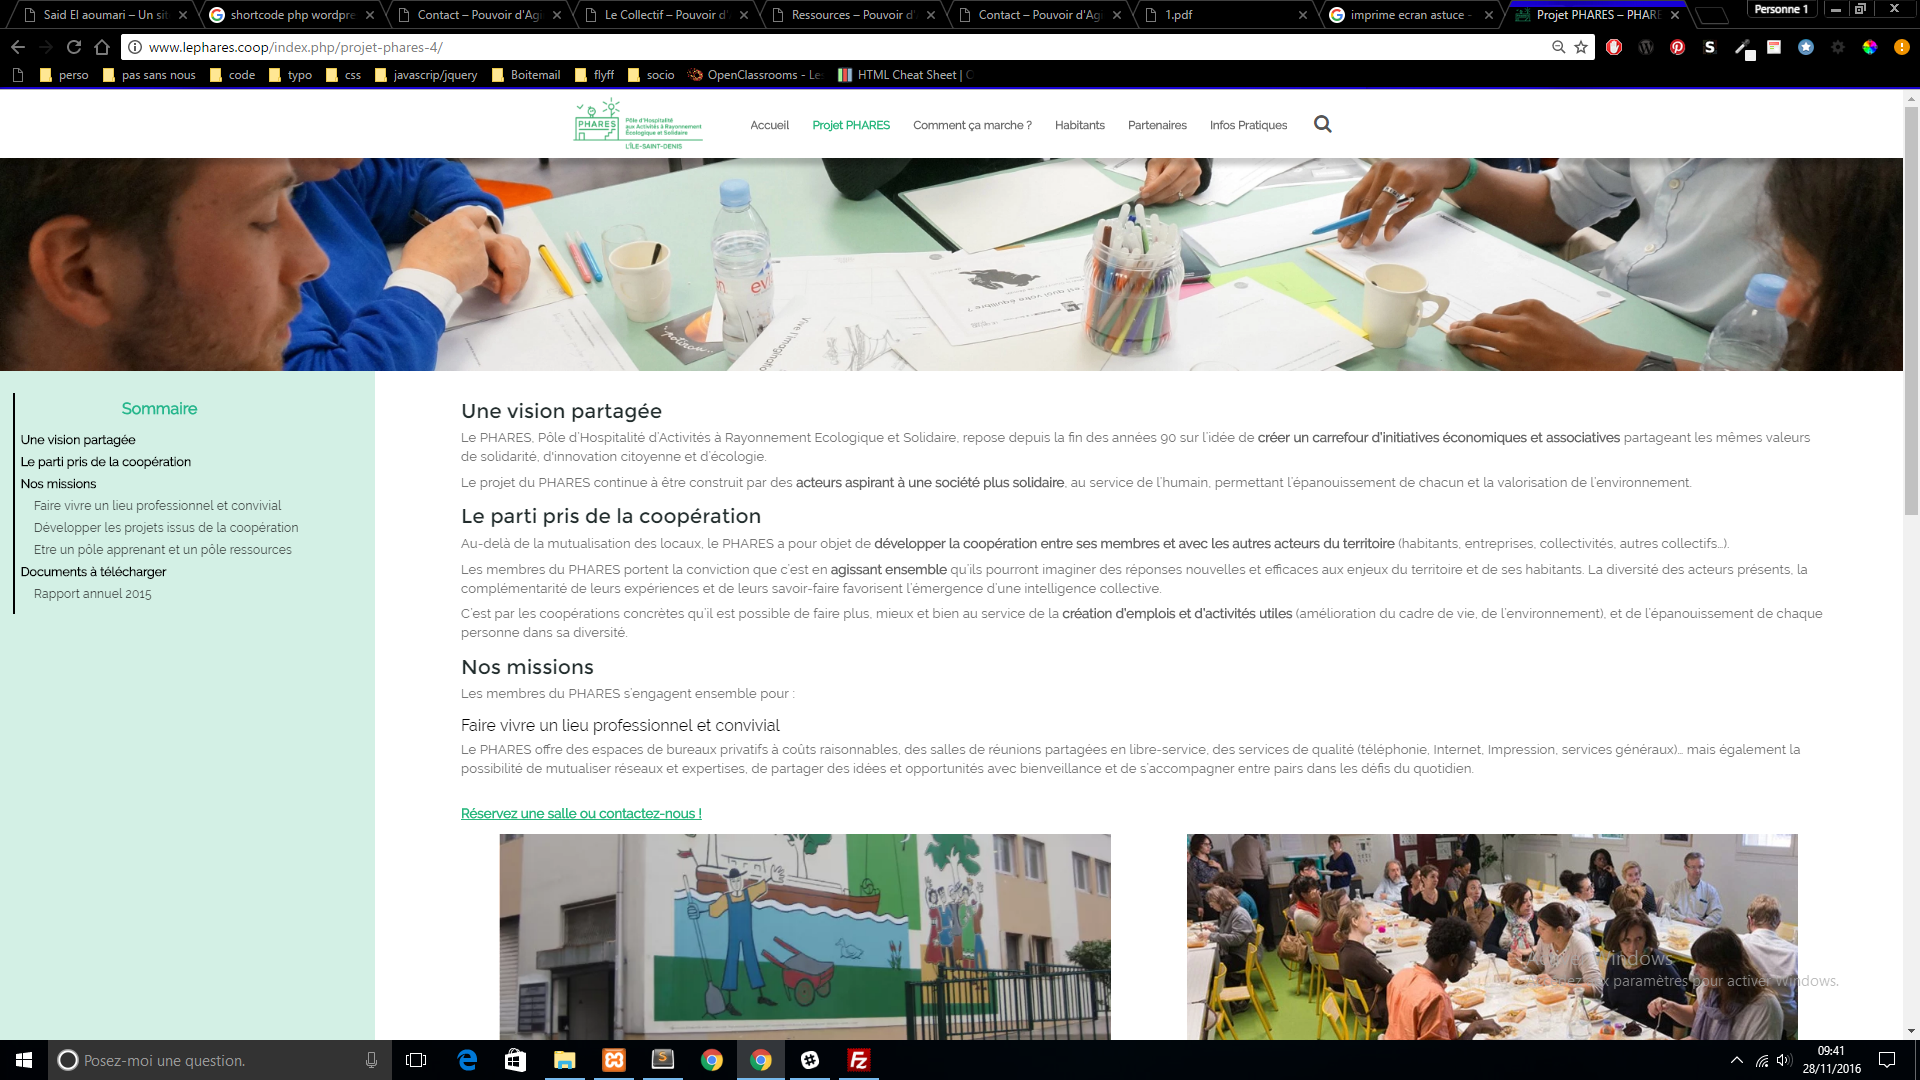 Said El aoumari – Un sit
shortcode php wordpre
Contact – Pouvoir d'Ag
Le Collectif – Pouvoir d'
Ressources – Pouvoir d'
Contact – Pouvoir d'Ag
1.pdf
imprime ecran astuce -
Projet PHARES – PHARE
Personne 1
www.lephares.coop/index.php/projet-phares-4/
perso
pas sans nous
code
typo
css
javascrip/jquery
Boitemail
flyff
socio
OpenClassrooms - Le
HTML Cheat Sheet |
PHARES
Pôle d'Hospitalité
aux Activités à Rayonnement
Écologique et Solidaire
L'ÎLE-SAINT-DENIS
Accueil
Projet PHARES
Comment ça marche ?
Habitants
Partenaires
Infos Pratiques
Sommaire
Une vision partagée
Le parti pris de la coopération
Nos missions
Faire vivre un lieu professionnel et convivial
Développer les projets issus de la coopération
Etre un pôle apprenant et un pôle ressources
Documents à télécharger
Rapport annuel 2015
Une vision partagée
Le PHARES, Pôle d'Hospitalité d'Activités à Rayonnement Ecologique et Solidaire, repose depuis la fin des années 90 sur l'idée de créer un carrefour d'initiatives économiques et associatives partageant les mêmes valeurs
de solidarité, d'innovation citoyenne et d'écologie.
Le projet du PHARES continue à être construit par des acteurs aspirant à une société plus solidaire, au service de l'humain, permettant l'épanouissement de chacun et la valorisation de l'environnement.
Le parti pris de la coopération
Au-delà de la mutualisation des locaux, le PHARES a pour objet de développer la coopération entre ses membres et avec les autres acteurs du territoire (habitants, entreprises, collectivités, autres collectifs…).
Les membres du PHARES portent la conviction que c'est en agissant ensemble qu'ils pourront imaginer des réponses nouvelles et efficaces aux enjeux du territoire et de ses habitants. La diversité des acteurs présents, la
complémentarité de leurs expériences et de leurs savoir-faire favorisent l'émergence d'une intelligence collective.
C'est par les coopérations concrètes qu'il est possible de faire plus, mieux et bien au service de la création d'emplois et d'activités utiles (amélioration du cadre de vie, de l'environnement), et de l'épanouissement de chaque
personne dans sa diversité.
Nos missions
Les membres du PHARES s'engagent ensemble pour :
Faire vivre un lieu professionnel et convivial
Le PHARES offre des espaces de bureaux privatifs à coûts raisonnables, des salles de réunions partagées en libre-service, des services de qualité (téléphonie, Internet, Impression, services généraux)… mais également la
possibilité de mutualiser réseaux et expertises, de partager des idées et opportunités avec bienveillance et de s'accompagner entre pairs dans les défis du quotidien.
Réservez une salle ou contactez-nous !
Windows
paramètres pour activer Windows.
Posez-moi une question.
09:41
28/11/2016